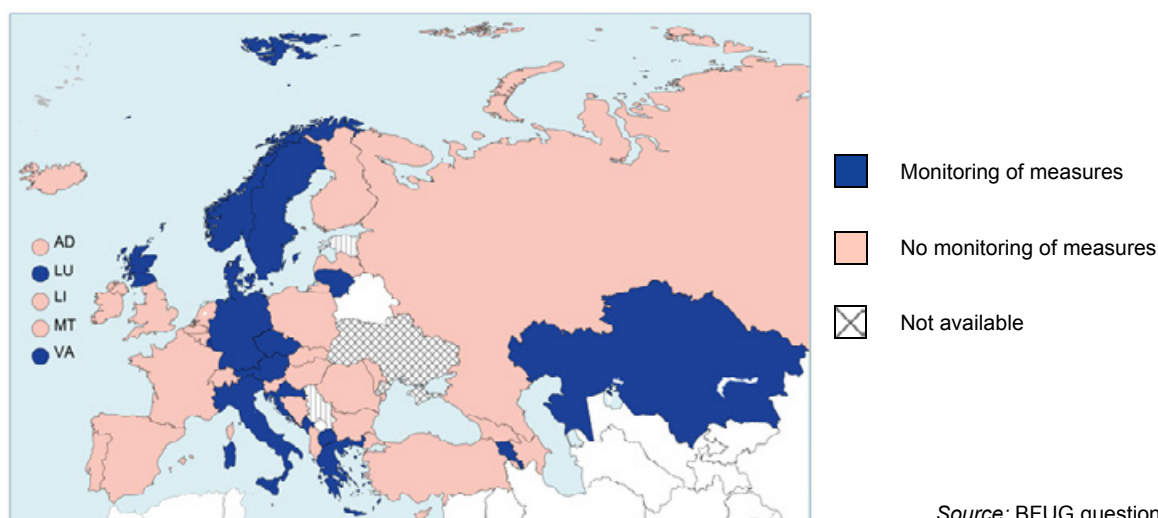 AD
LU
LI
MT
VA
Monitoring of measures
No monitoring of measures
Not available
Source: BFUG question